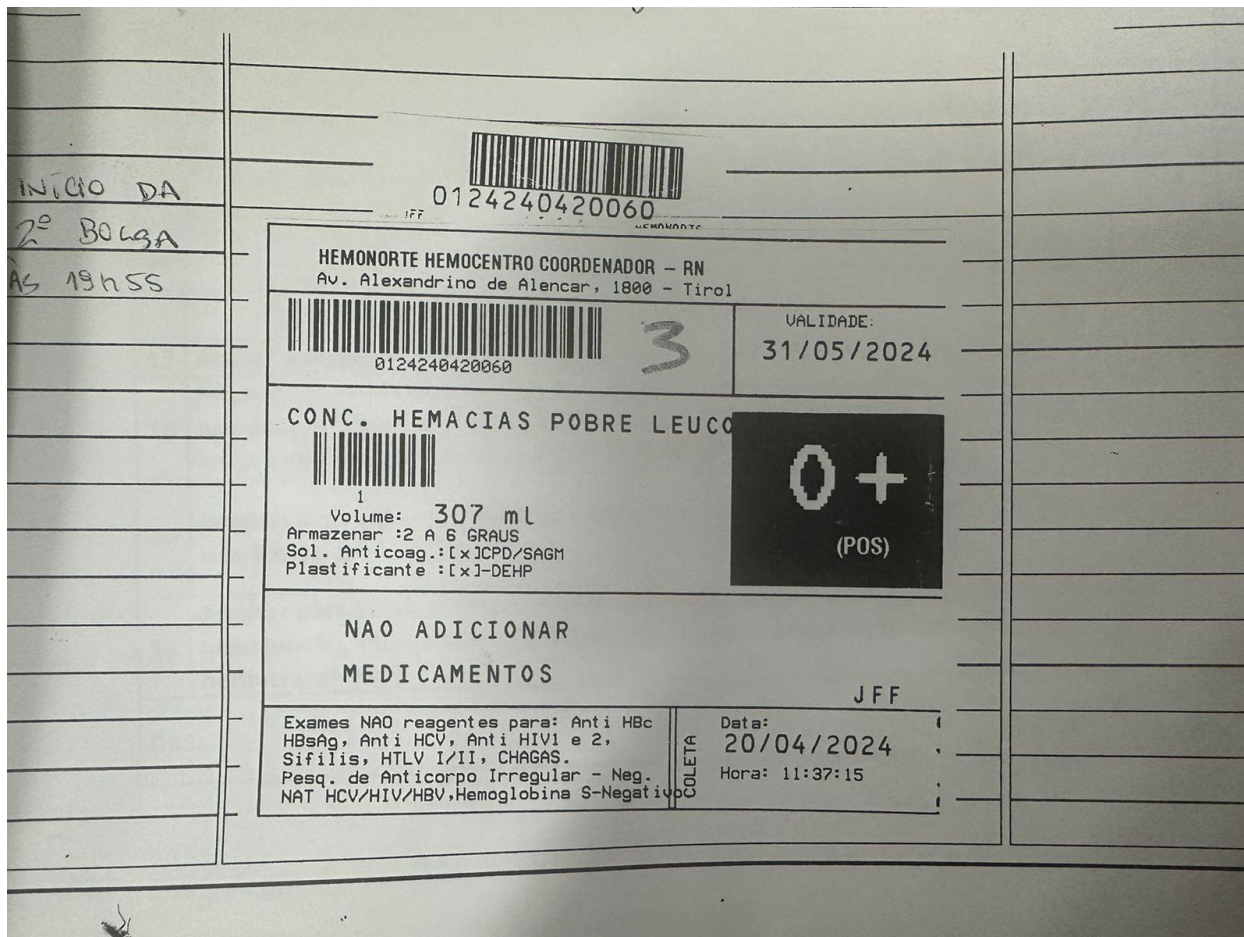 INÍCIO DA
2º BOLSA
ÀS 19h55
0124240420060
JFF
HEMONORTE
HEMONORTE HEMOCENTRO COORDENADOR – RN
Av. Alexandrino de Alencar, 1800 - Tirol
0124240420060
3
VALIDADE:
31/05/2024
CONC. HEMACIAS POBRE LEUCO
1
Volume: 307 mL
Armazenar :2 A 6 GRAUS
Sol. Anticoag.:[x]CPD/SAGM
Plastificante :[x]-DEHP
O +
(POS)
NAO ADICIONAR
MEDICAMENTOS
JFF
Exames NAO reagentes para: Anti HBc
HBsAg, Anti HCV, Anti HIV1 e 2,
Sifilis, HTLV I/II, CHAGAS.
Pesq. de Anticorpo Irregular - Neg.
NAT HCV/HIV/HBV,Hemoglobina S-Negativo
COLETA
Data:
20/04/2024
Hora: 11:37:15